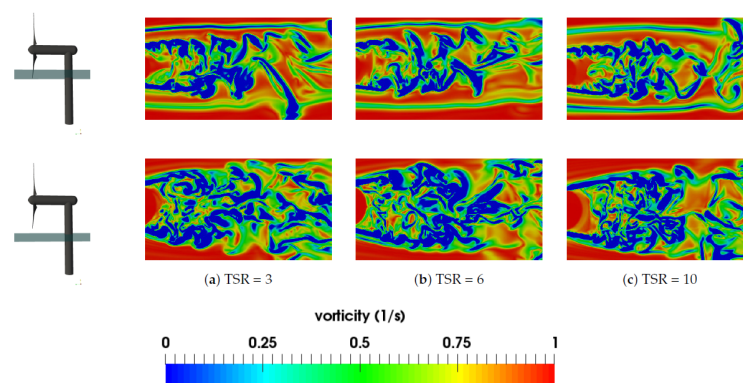 (a) TSR = 3
(b) TSR = 6
(c) TSR = 10
vorticity (1/s)
0 0.25 0.5 0.75 1